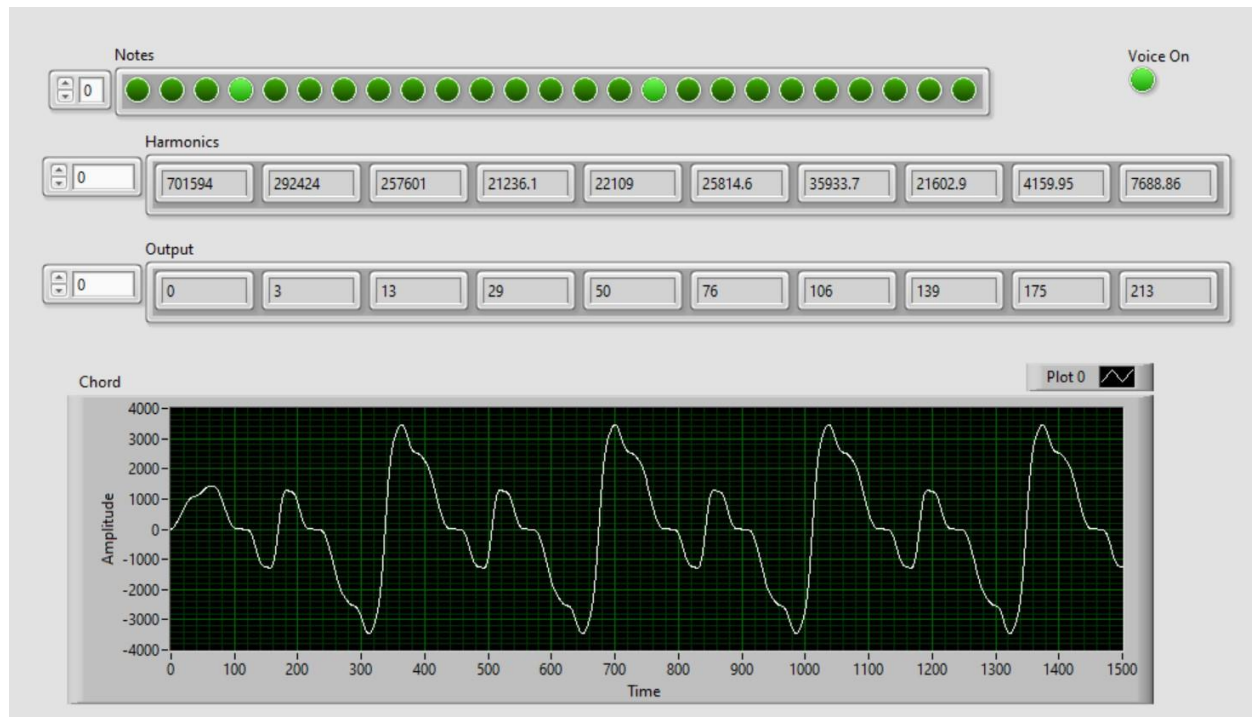 Notes
Voice On
0
Harmonics
0
701594 292424 257601 21236.1 22109 25814.6 35933.7 21602.9 4159.95 7688.86
Output
0
0 3 13 29 50 76 106 139 175 213
Chord
Plot 0
Amplitude
4000
3000
2000
1000
0
-1000
-2000
-3000
-4000
0 100 200 300 400 500 600 700 800 900 1000 1100 1200 1300 1400 1500
Time